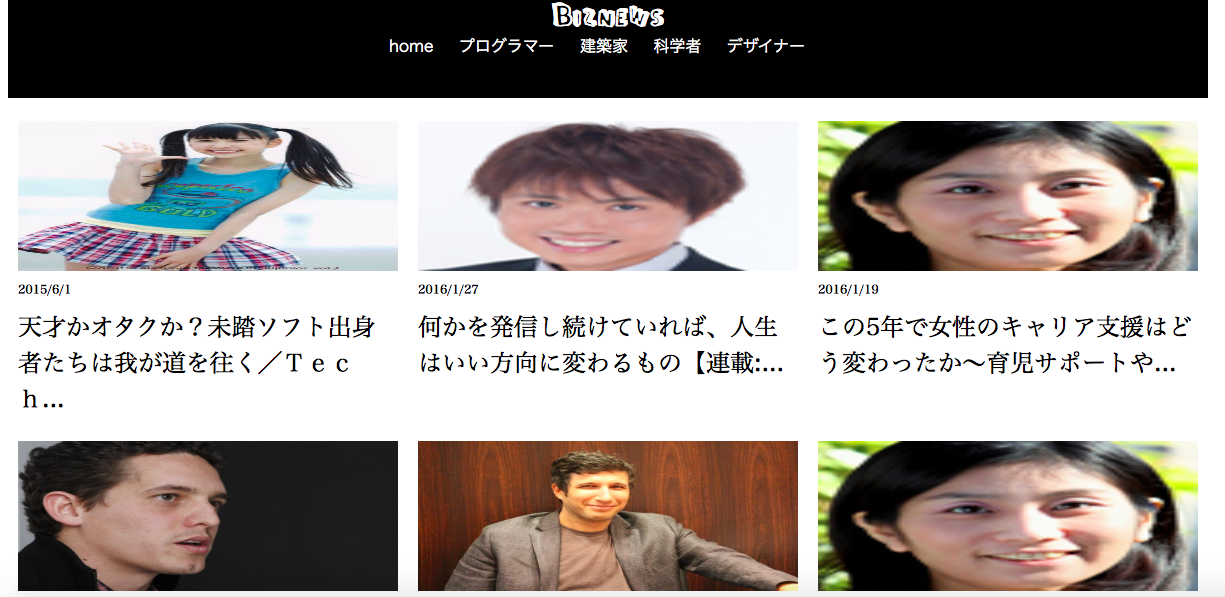 BIZNEWS
home プログラマー 建築家 科学者 デザイナー
2015/6/1
天才かオタクか？未踏ソフト出身
者たちは我が道を往く／Ｔｅｃ
ｈ...
2016/1/27
何かを発信し続けていれば、人生
はいい方向に変わるもの【連載:...
2016/1/19
この5年で女性のキャリア支援はど
う変わったか〜育児サポートや...